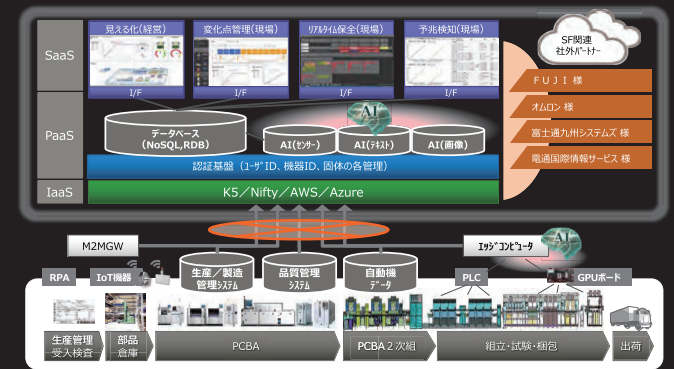 SaaS
見える化(経営)
変化点管理(現場)
リアルタイム保全(現場)
予兆検知(現場)
I/F
I/F
I/F
I/F
SF関連
社外パートナー
FUJI 様
オムロン 様
富士通九州システムズ 様
電通国際情報サービス 様
PaaS
データベース
(NoSQL,RDB)
AI
AI(センサー)
AI(テキスト)
AI(画像)
認証基盤(ユーザID、機器ID、固体の各管理)
IaaS
K5/Nifty/AWS/Azure
M2MGW
エッジコンピュータ
AI
RPA
IoT機器
生産/製造
管理システム
品質管理
システム
自動機
データ
PLC
GPUボード
生産管理
受入検査
部品
倉庫
PCBA
PCBA2次組
組立・試験・梱包
出荷